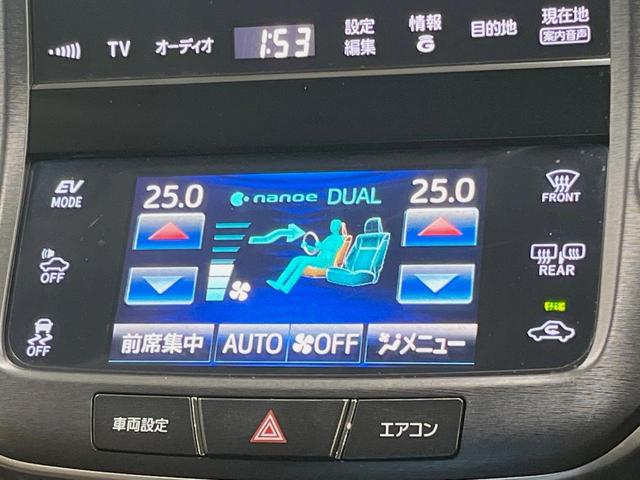 TV オーディオ 1:53 設定編集 情報G 目的地 現在地 案内音声
EV MODE
25.0 nanoe DUAL 25.0
FRONT
OFF
REAR
OFF
前席集中 AUTO OFF メニュー
車両設定 エアコン